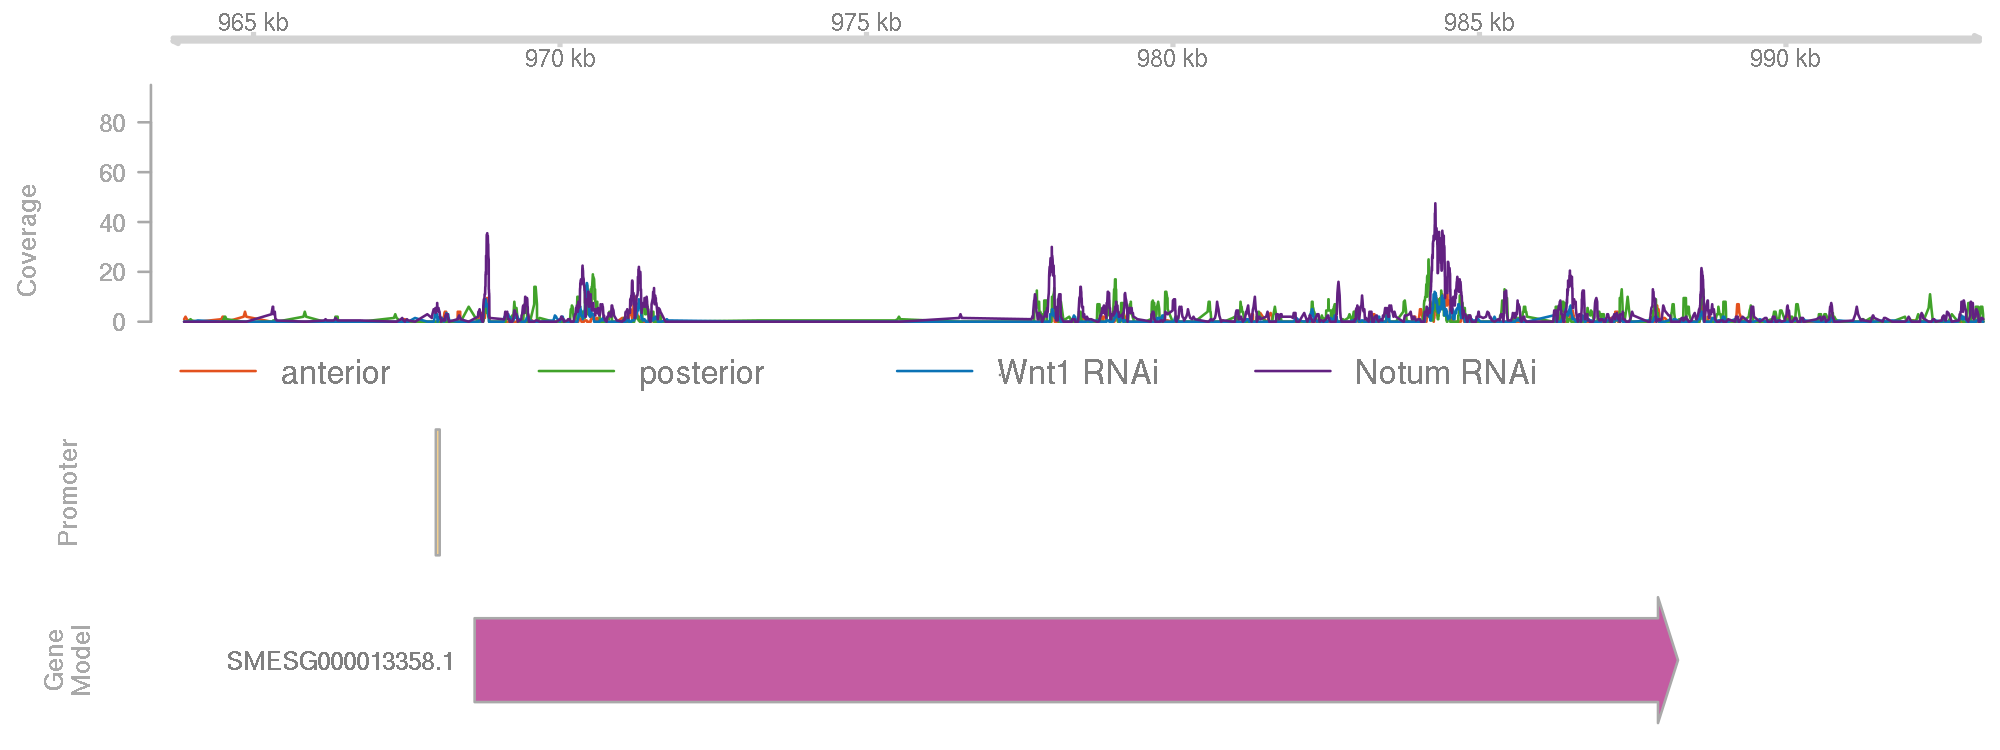 965 kb
975 kb
985 kb
970 kb
980 kb
990 kb
Coverage
80
60
40
20
0
anterior
posterior
Wnt1 RNAi
Notum RNAi
Promoter
Gene
Model
SMESG000013358.1